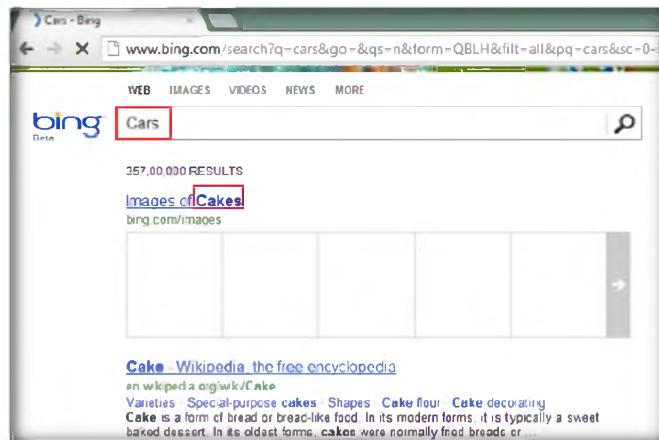 Cars - Bing
www.bing.com/search?q=cars&go=&qs=n&form=QBLH&filt=all&pq=cars&sc=0-
WEB IMAGES VIDEOS NEWS MORE
bing Cars
Beta
357,00,000 RESULTS
Images of Cakes
bing.com/images
Cake - Wikipedia, the free encyclopedia
en.wikipedia.org/wiki/Cake
Varieties · Special-purpose cakes · Shapes · Cake flour · Cake decorating
Cake is a form of bread or bread-like food. In its modern forms, it is typically a sweet
baked dessert. In its oldest forms, cakes were normally fried breads or ...